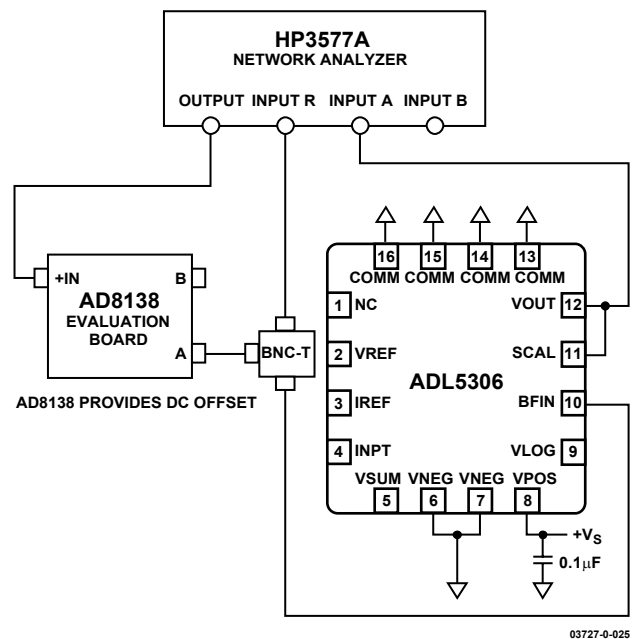 HP3577A
NETWORK ANALYZER
OUTPUT INPUT R INPUT A INPUT B
16 15 14 13
COMM COMM COMM COMM
+IN B
AD8138
EVALUATION
BOARD
A
BNC-T
AD8138 PROVIDES DC OFFSET
1 NC VOUT 12
2 VREF SCAL 11
ADL5306
3 IREF BFIN 10
4 INPT VLOG 9
VSUM VNEG VNEG VPOS
5 6 7 8
+VS
0.1μF
03727-0-025